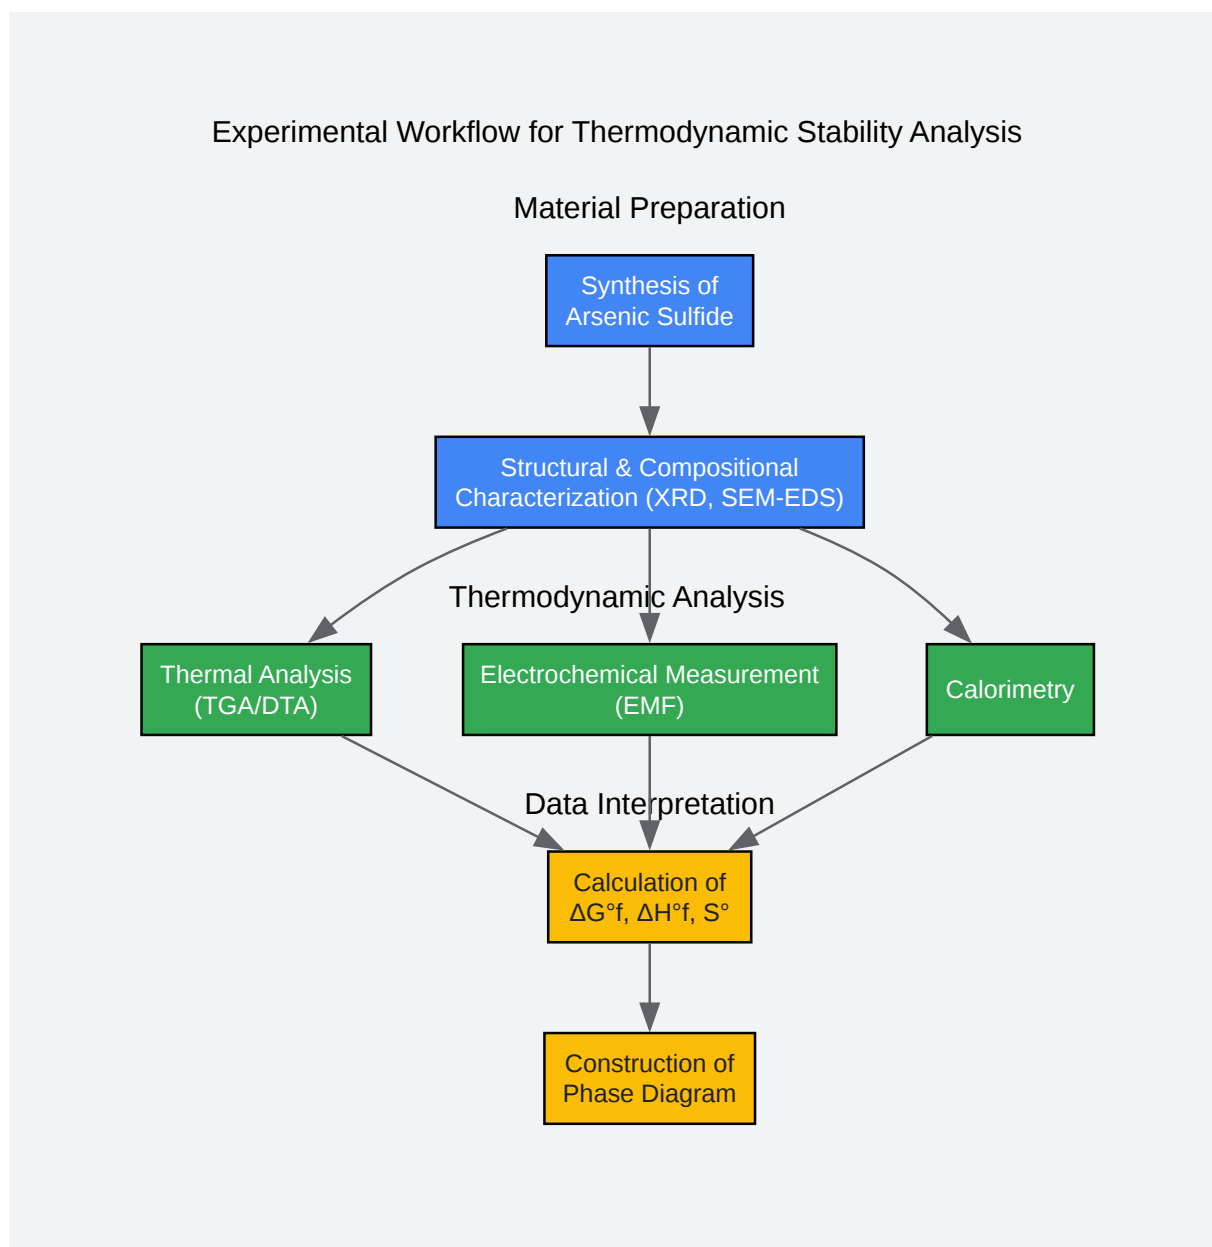 Experimental Workflow for Thermodynamic Stability Analysis
Material Preparation
Synthesis of
Arsenic Sulfide
Structural & Compositional
Characterization (XRD, SEM-EDS)
Thermodynamic Analysis
Thermal Analysis
(TGA/DTA)
Electrochemical Measurement
(EMF)
Calorimetry
Data Interpretation
Calculation of
ΔG°f, ΔH°f, S°
Construction of
Phase Diagram